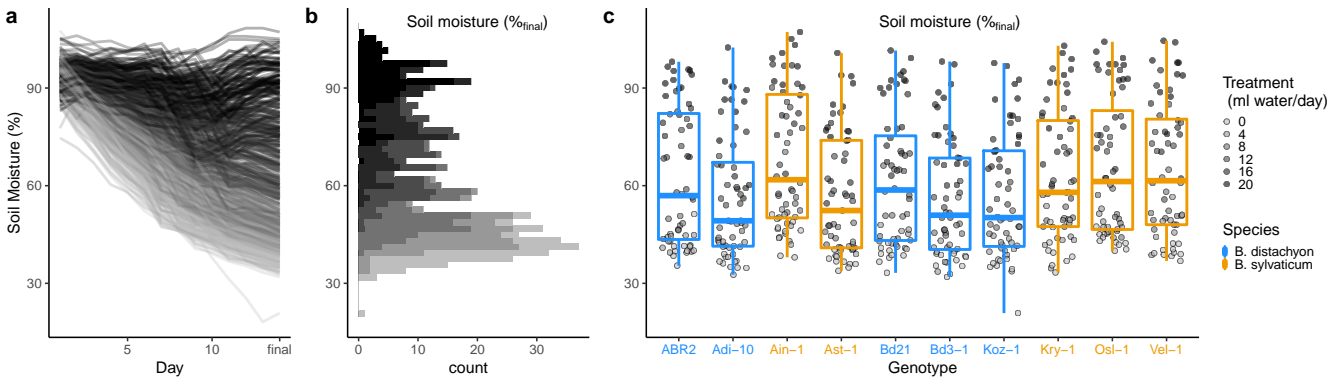 a
Soil Moisture (%)
90
60
30
5
10
final
Day
b
Soil moisture (%final)
90
60
30
0
10
20
30
count
c
Soil moisture (%final)
90
60
30
ABR2
Adi−10
Ain−1
Ast−1
Bd21
Bd3−1
Koz−1
Kry−1
Osl−1
Vel−1
Genotype
Treatment
(ml water/day)
0
4
8
12
16
20
Species
B. distachyon
B. sylvaticum